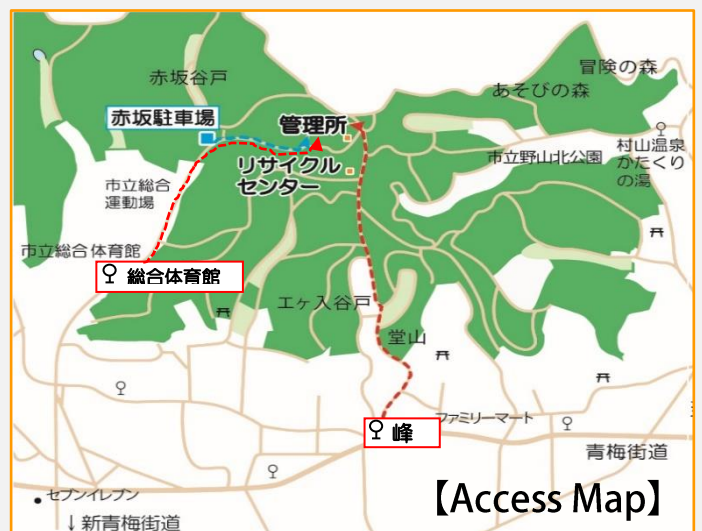 冒険の森
赤坂谷戸
あそびの森
赤坂駐車場
管理所
村山温泉
かたくり
の湯
市立野山北公園
リサイクル
センター
市立総合
運動場
市立総合体育館
総合体育館
エヶ入谷戸
堂山
ファミリーマート
峰
青梅街道
セブンイレブン
【Access Map】
↓新青梅街道